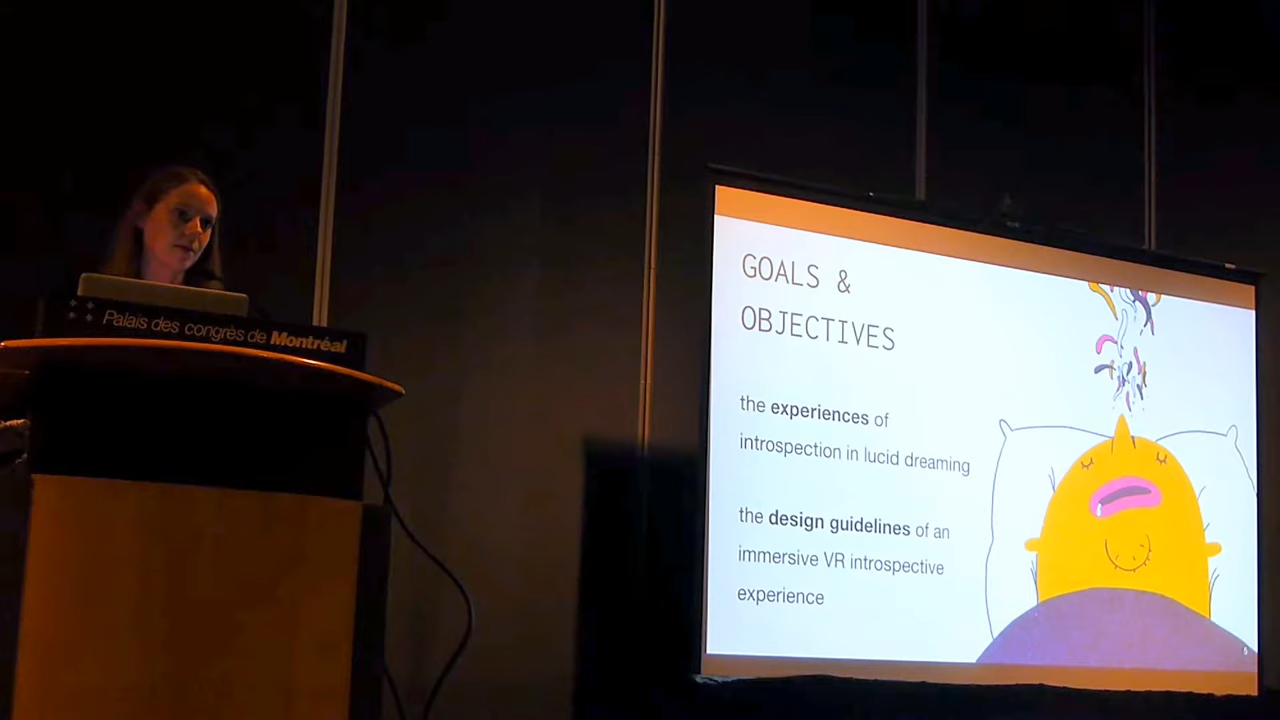 Palais des congrès de Montréal
GOALS &
OBJECTIVES
the experiences of
introspection in lucid dreaming
the design guidelines of an
immersive VR introspective
experience